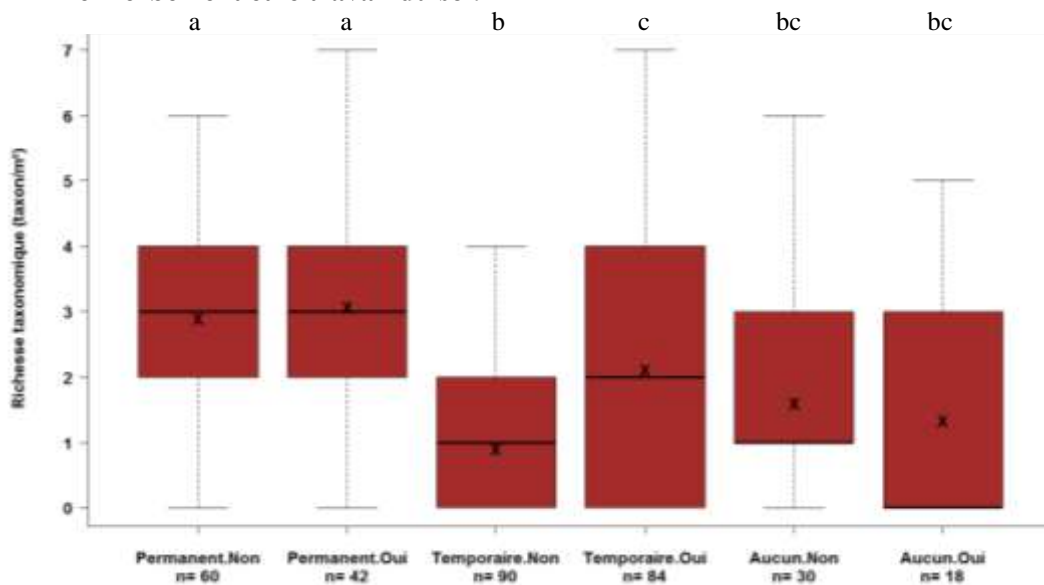 a a b c bc bc
7
6
5
4
3
2
1
0
Richesse taxonomique (taxon/m²)
Permanent.Non Permanent.Oui Temporaire.Non Temporaire.Oui Aucun.Non Aucun.Oui
n= 60 n= 42 n= 90 n= 84 n= 30 n= 18